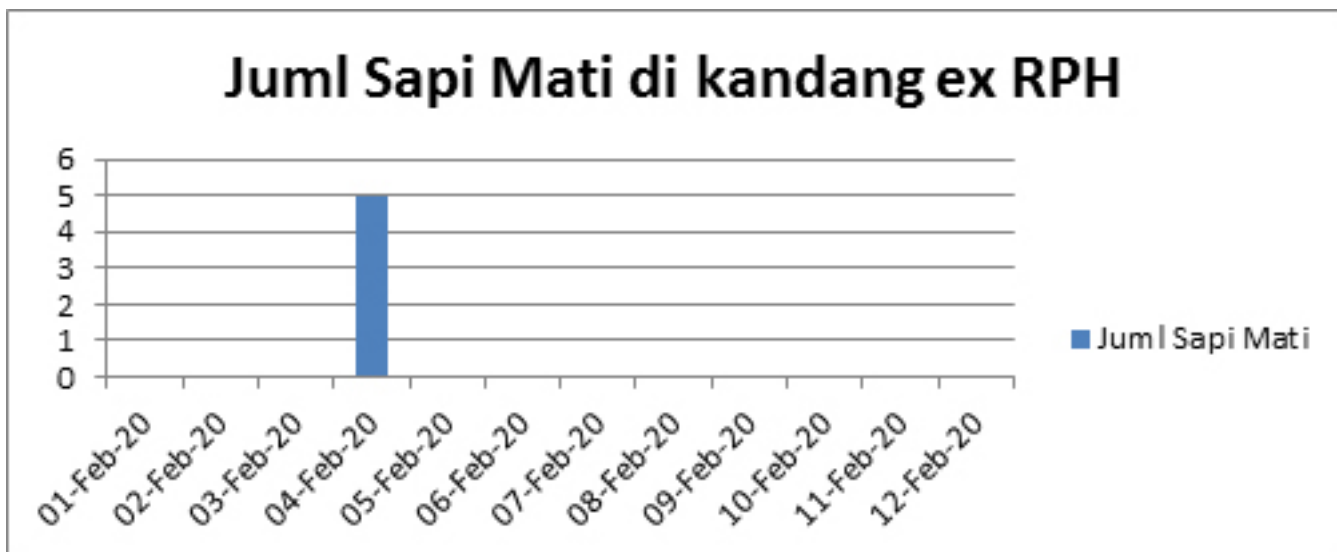 Juml Sapi Mati di kandang ex RPH
6
5
4
3
2
1
0
01-Feb-20
02-Feb-20
03-Feb-20
04-Feb-20
05-Feb-20
06-Feb-20
07-Feb-20
08-Feb-20
09-Feb-20
10-Feb-20
11-Feb-20
12-Feb-20
Juml Sapi Mati